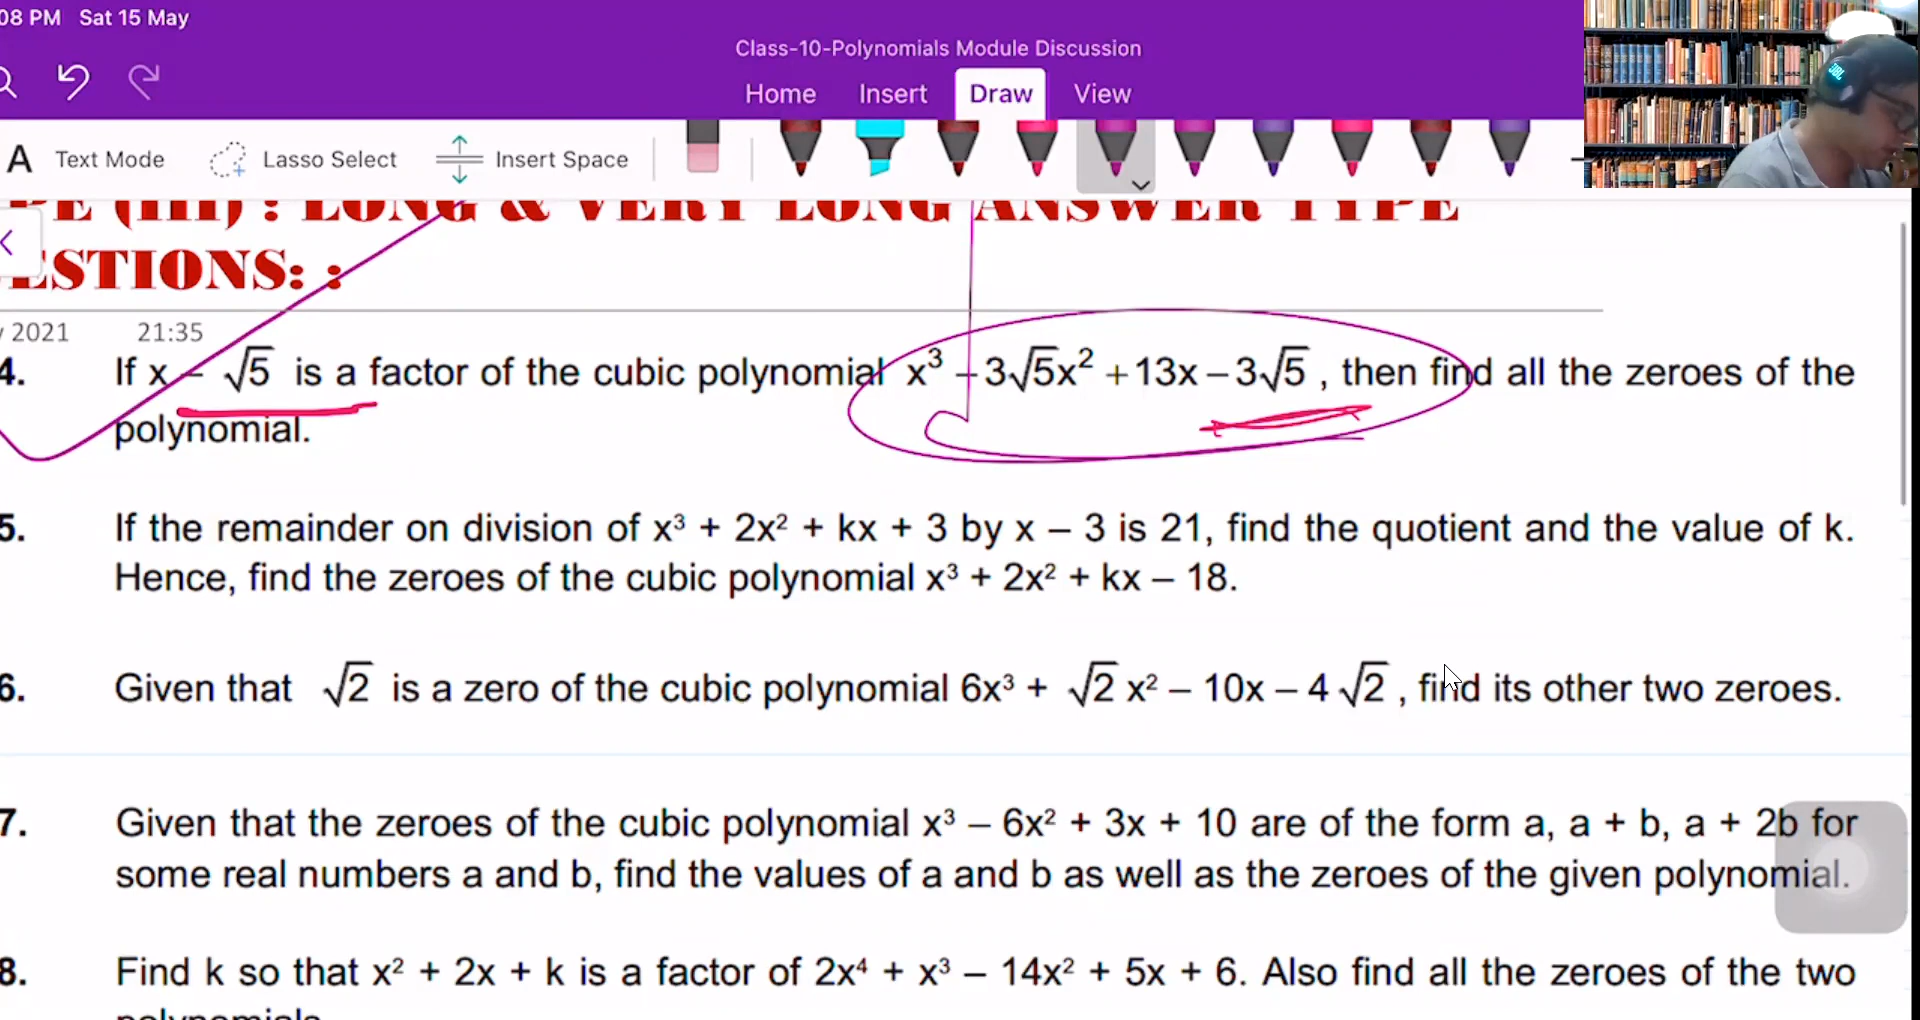 08 PM Sat 15 May
Class-10-Polynomials Module Discussion
Home Insert Draw View
A Text Mode Lasso Select Insert Space
(III) : LONG & VERY LONG ANSWER TYPE
ESTIONS: :
2021 21:35
4. If x – √5 is a factor of the cubic polynomial x³ – 3√5x² + 13x – 3√5 , then find all the zeroes of the
polynomial.
5. If the remainder on division of x³ + 2x² + kx + 3 by x – 3 is 21, find the quotient and the value of k.
Hence, find the zeroes of the cubic polynomial x³ + 2x² + kx – 18.
6. Given that √2 is a zero of the cubic polynomial 6x³ + √2 x² – 10x – 4 √2 , find its other two zeroes.
7. Given that the zeroes of the cubic polynomial x³ – 6x² + 3x + 10 are of the form a, a + b, a + 2b for
some real numbers a and b, find the values of a and b as well as the zeroes of the given polynomial.
8. Find k so that x² + 2x + k is a factor of 2x⁴ + x³ – 14x² + 5x + 6. Also find all the zeroes of the two
polynomials
JBL